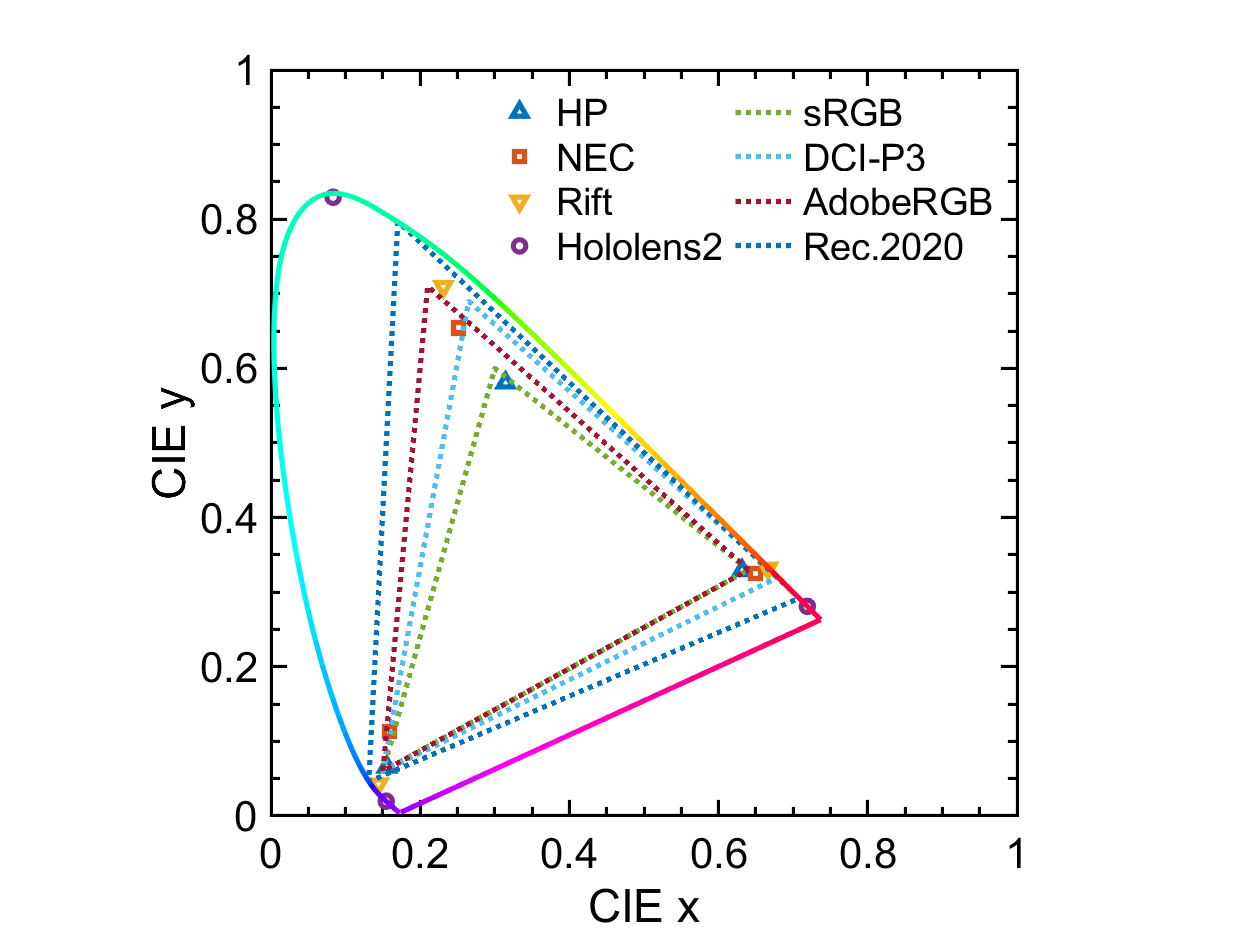 1
HP
sRGB
NEC
DCI-P3
Rift
AdobeRGB
0.8
Hololens2
Rec.2020
0.6
CIE y
0.4
0.2
0
0
0.2
0.4
0.6
0.8
1
CIE x